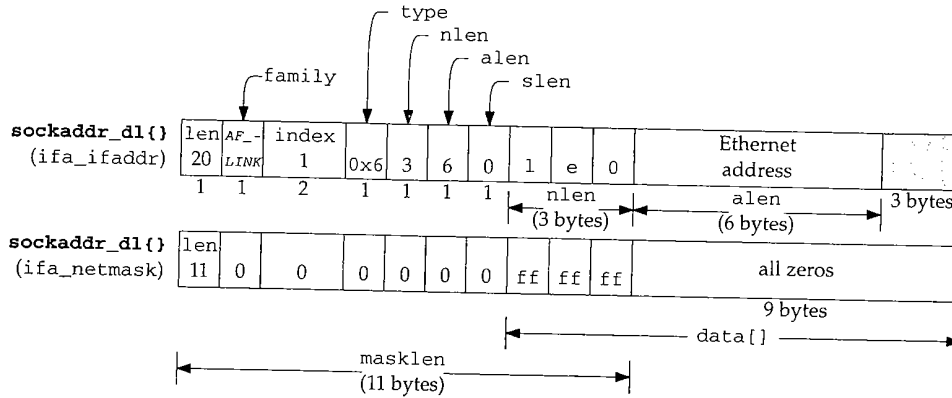 type
nlen
alen
slen
family
sockaddr_dl{}
(ifa_ifaddr)
len
20
AF_-
LINK
index
1
0x6
3
6
0
l
e
0
Ethernet
address
1
1
2
1
1
1
1
nlen
(3 bytes)
alen
(6 bytes)
3 bytes
sockaddr_dl{}
(ifa_netmask)
len
11
0
0
0
0
0
0
ff
ff
ff
all zeros
9 bytes
data[]
masklen
(11 bytes)